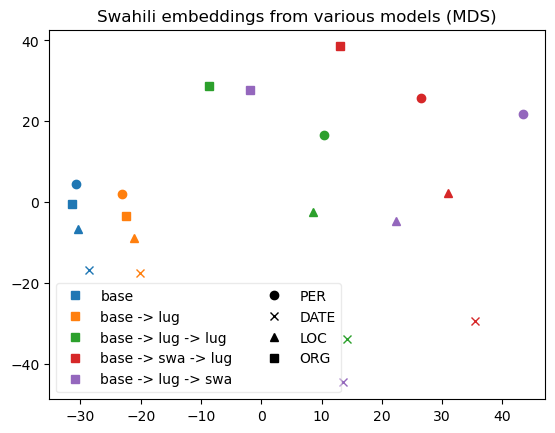 Swahili embeddings from various models (MDS)
40
20
0
−20
−40
base
base -> lug
base -> lug -> lug
base -> swa -> lug
base -> lug -> swa
PER
DATE
LOC
ORG
−30 −20 −10 0 10 20 30 40